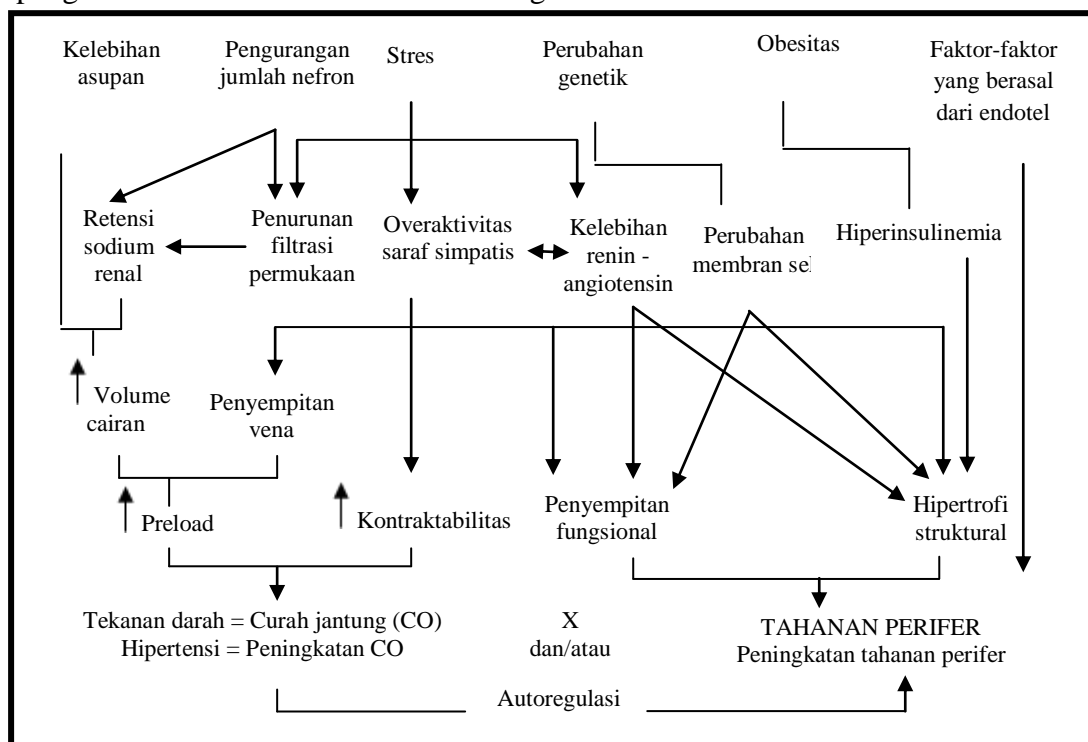 Kelebihan
asupan
Pengurangan
jumlah nefron
Stres
Perubahan
genetik
Obesitas
Faktor-faktor
yang berasal
dari endotel
Retensi
sodium
renal
Penurunan
filtrasi
permukaan
Overaktivitas
saraf simpatis
Kelebihan
renin -
angiotensin
Perubahan
membran sel
Hiperinsulinemia
Volume
cairan
Penyempitan
vena
Preload
Kontraktabilitas
Penyempitan
fungsional
Hipertrofi
struktural
Tekanan darah = Curah jantung (CO)
Hipertensi = Peningkatan CO
X
dan/atau
TAHANAN PERIFER
Peningkatan tahanan perifer
Autoregulasi